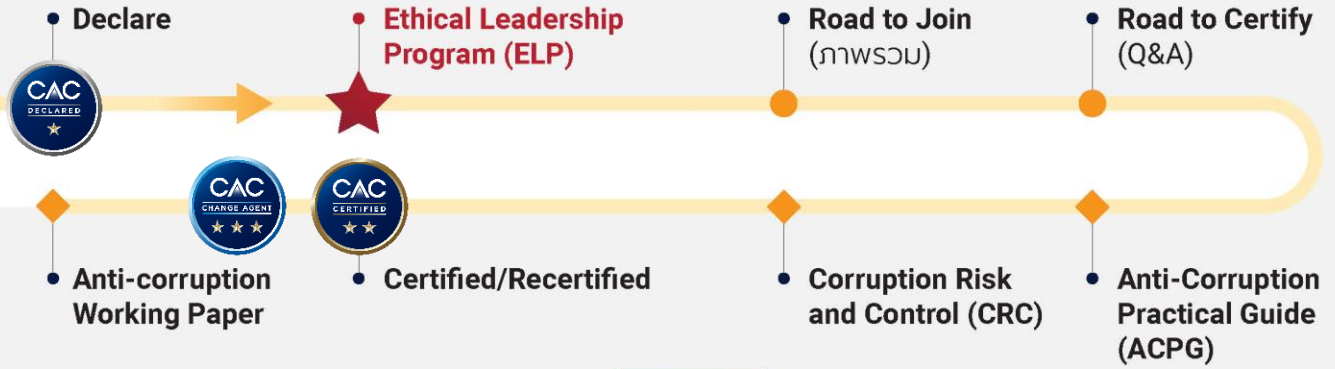 Declare
Ethical Leadership
Program (ELP)
Road to Join
(ภาพรวม)
Road to Certify
(Q&A)
CAC
DECLARED
CAC
CHANGE AGENT
CAC
CERTIFIED
Anti-corruption
Working Paper
Certified/Recertified
Corruption Risk
and Control (CRC)
Anti-Corruption
Practical Guide
(ACPG)